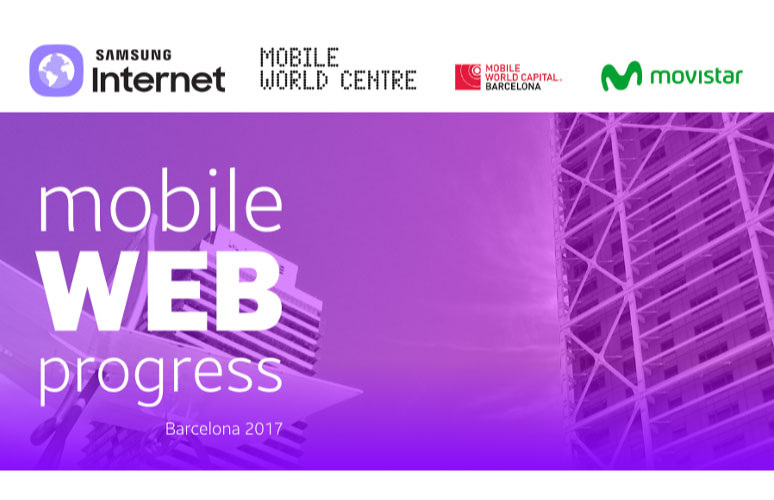 SAMSUNG
Internet
MOBILE
WORLD CENTRE
MOBILE
WORLD CAPITAL.
BARCELONA
movistar
mobile
WEB
progress
Barcelona 2017